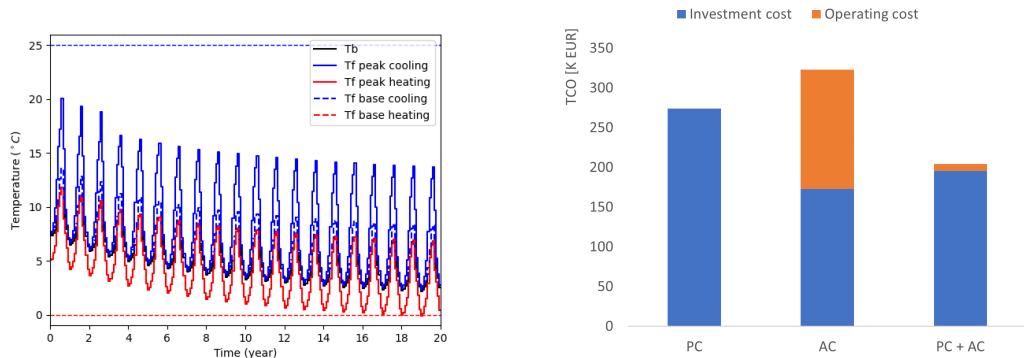 25
20
15
10
5
0
Temperature (°C)
0 2 4 6 8 10 12 14 16 18 20
Time (year)
Tb
Tf peak cooling
Tf peak heating
Tf base cooling
Tf base heating
Investment cost Operating cost
TCO [K EUR]
350
300
250
200
150
100
50
0
PC AC PC + AC